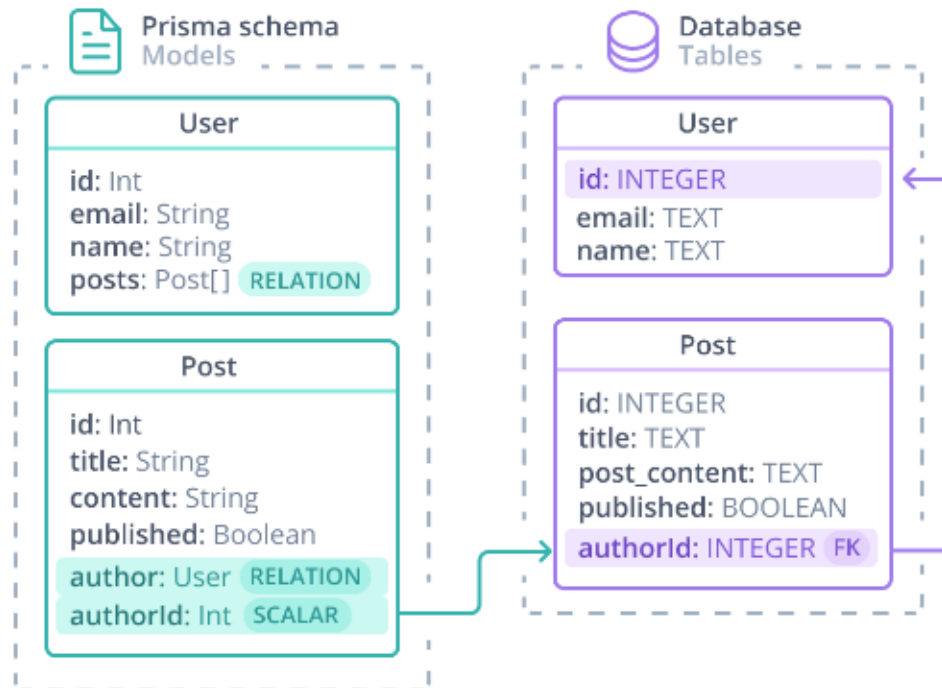 Prisma schema
Models
User
id: Int
email: String
name: String
posts: Post[] RELATION
Post
id: Int
title: String
content: String
published: Boolean
author: User RELATION
authorId: Int SCALAR
Database
Tables
User
id: INTEGER
email: TEXT
name: TEXT
Post
id: INTEGER
title: TEXT
post_content: TEXT
published: BOOLEAN
authorId: INTEGER FK